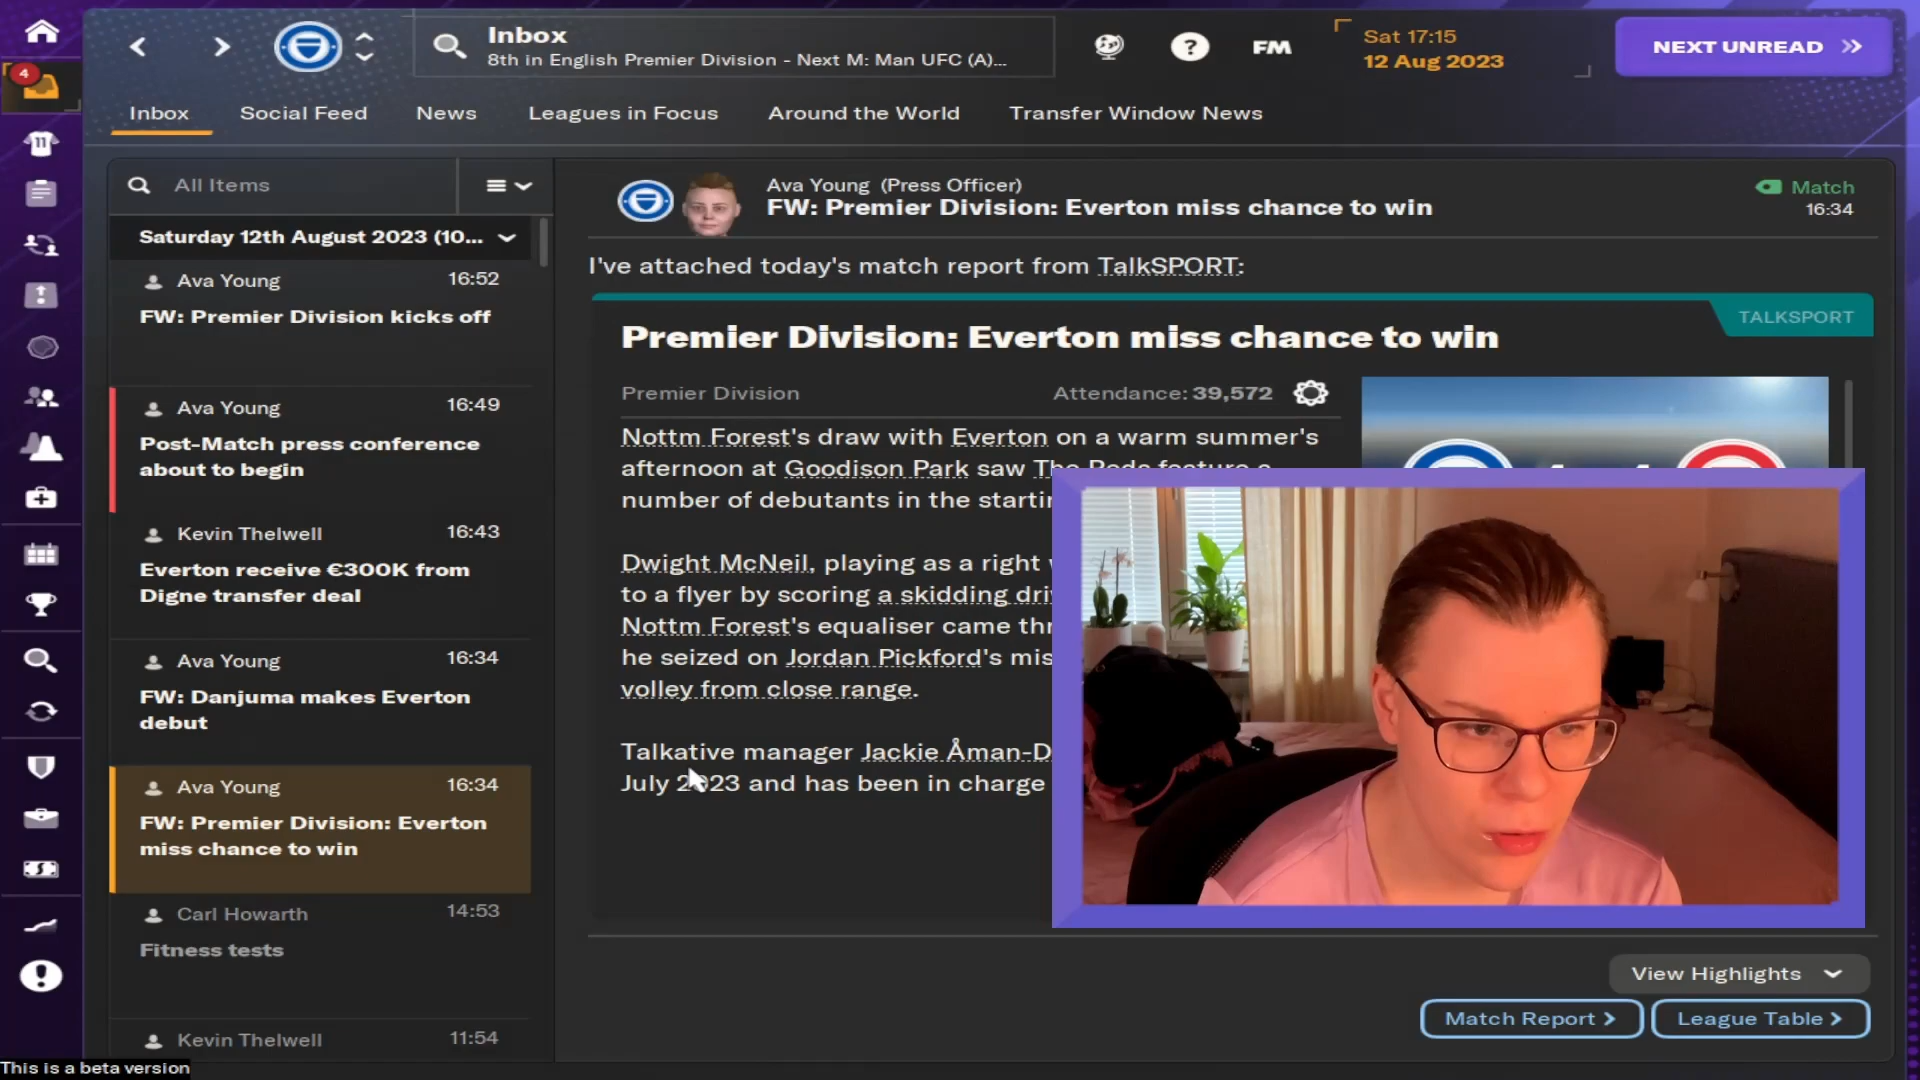 Inbox
8th in English Premier Division - Next M: Man UFC (A)...
FM
Sat 17:15
12 Aug 2023
NEXT UNREAD
4
Inbox
Social Feed
News
Leagues in Focus
Around the World
Transfer Window News
All Items
Saturday 12th August 2023 (10...
Ava Young 16:52
FW: Premier Division kicks off
Ava Young 16:49
Post-Match press conference
about to begin
Kevin Thelwell 16:43
Everton receive €300K from
Digne transfer deal
Ava Young 16:34
FW: Danjuma makes Everton
debut
Ava Young 16:34
FW: Premier Division: Everton
miss chance to win
Carl Howarth 14:53
Fitness tests
Kevin Thelwell 11:54
Ava Young (Press Officer)
FW: Premier Division: Everton miss chance to win
Match
16:34
I've attached today's match report from TalkSPORT:
TALKSPORT
Premier Division: Everton miss chance to win
Premier Division
Attendance: 39,572
Nottm Forest's draw with Everton on a warm summer's
afternoon at Goodison Park saw The Reds feature a
number of debutants in the startin
Dwight McNeil, playing as a right
to a flyer by scoring a skidding dri
Nottm Forest's equaliser came thr
he seized on Jordan Pickford's mis
volley from close range.
Talkative manager Jackie Åman-D
July 2023 and has been in charge
View Highlights
Match Report
League Table
This is a beta version